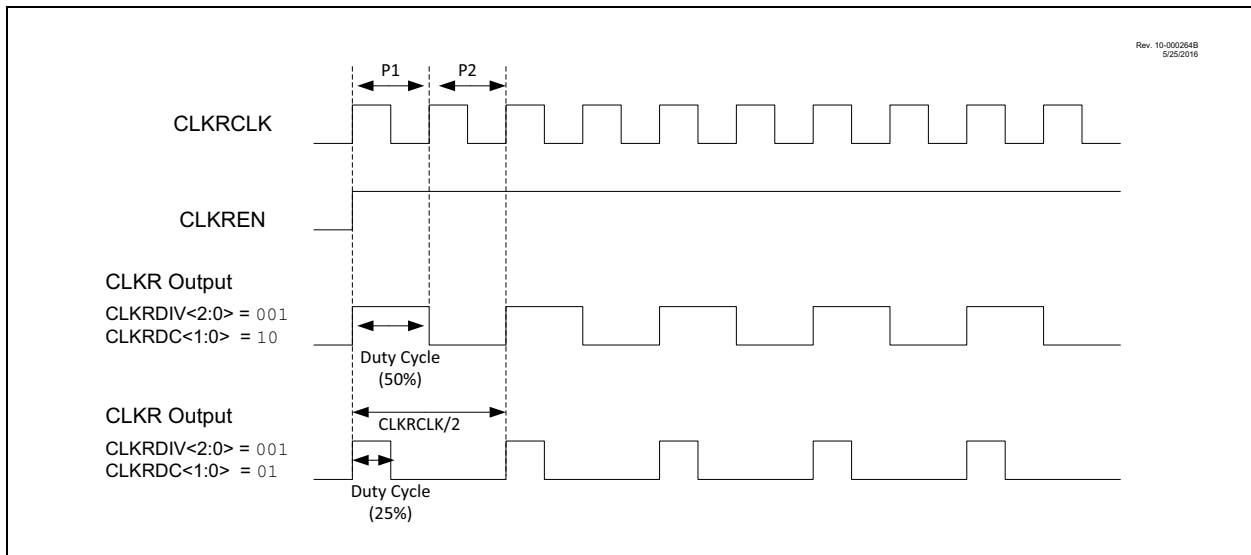 Rev. 10-000264B
5/25/2016
P1
P2
CLKRCLK
CLKREN
CLKR Output
CLKRDIV<2:0> = 001
CLKRDC<1:0> = 10
Duty Cycle
(50%)
CLKR Output
CLKRCLK/2
CLKRDIV<2:0> = 001
CLKRDC<1:0> = 01
Duty Cycle
(25%)